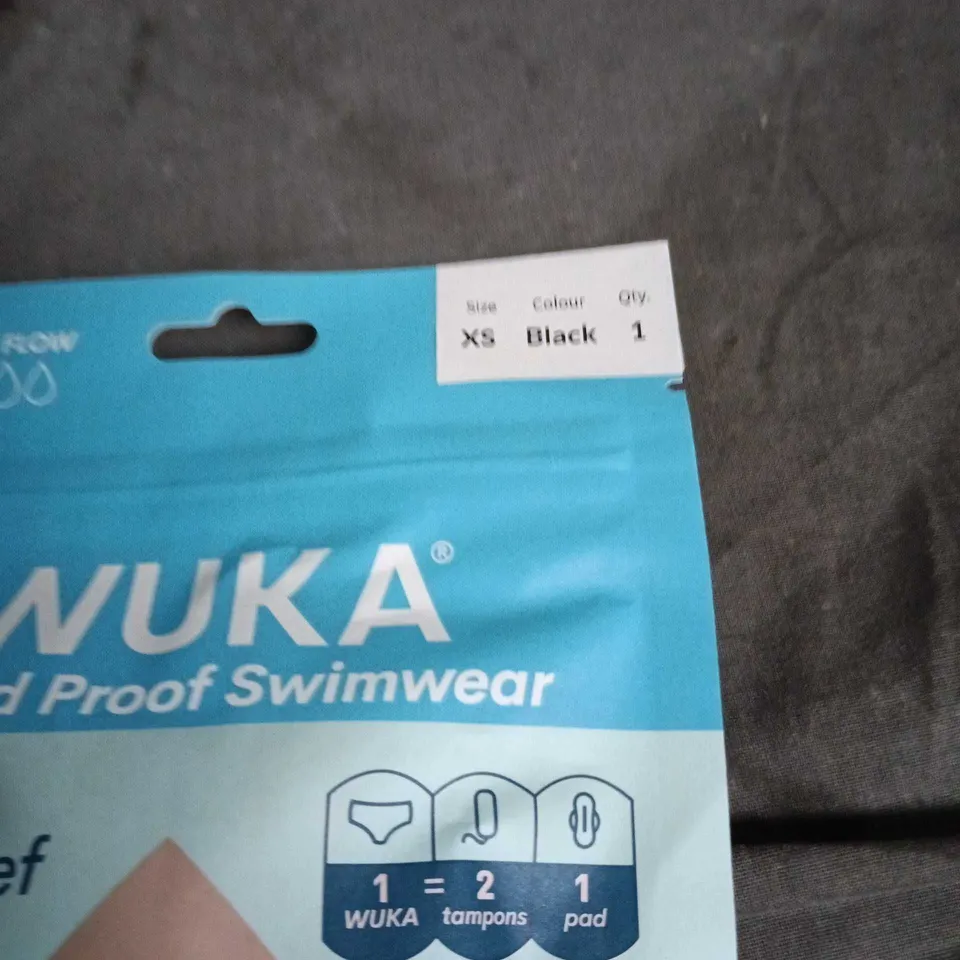 Size Colour Qty.
XS Black 1
FLOW
WUKA®
d Proof Swimwear
ef
1 = 2 1
WUKA tampons pad